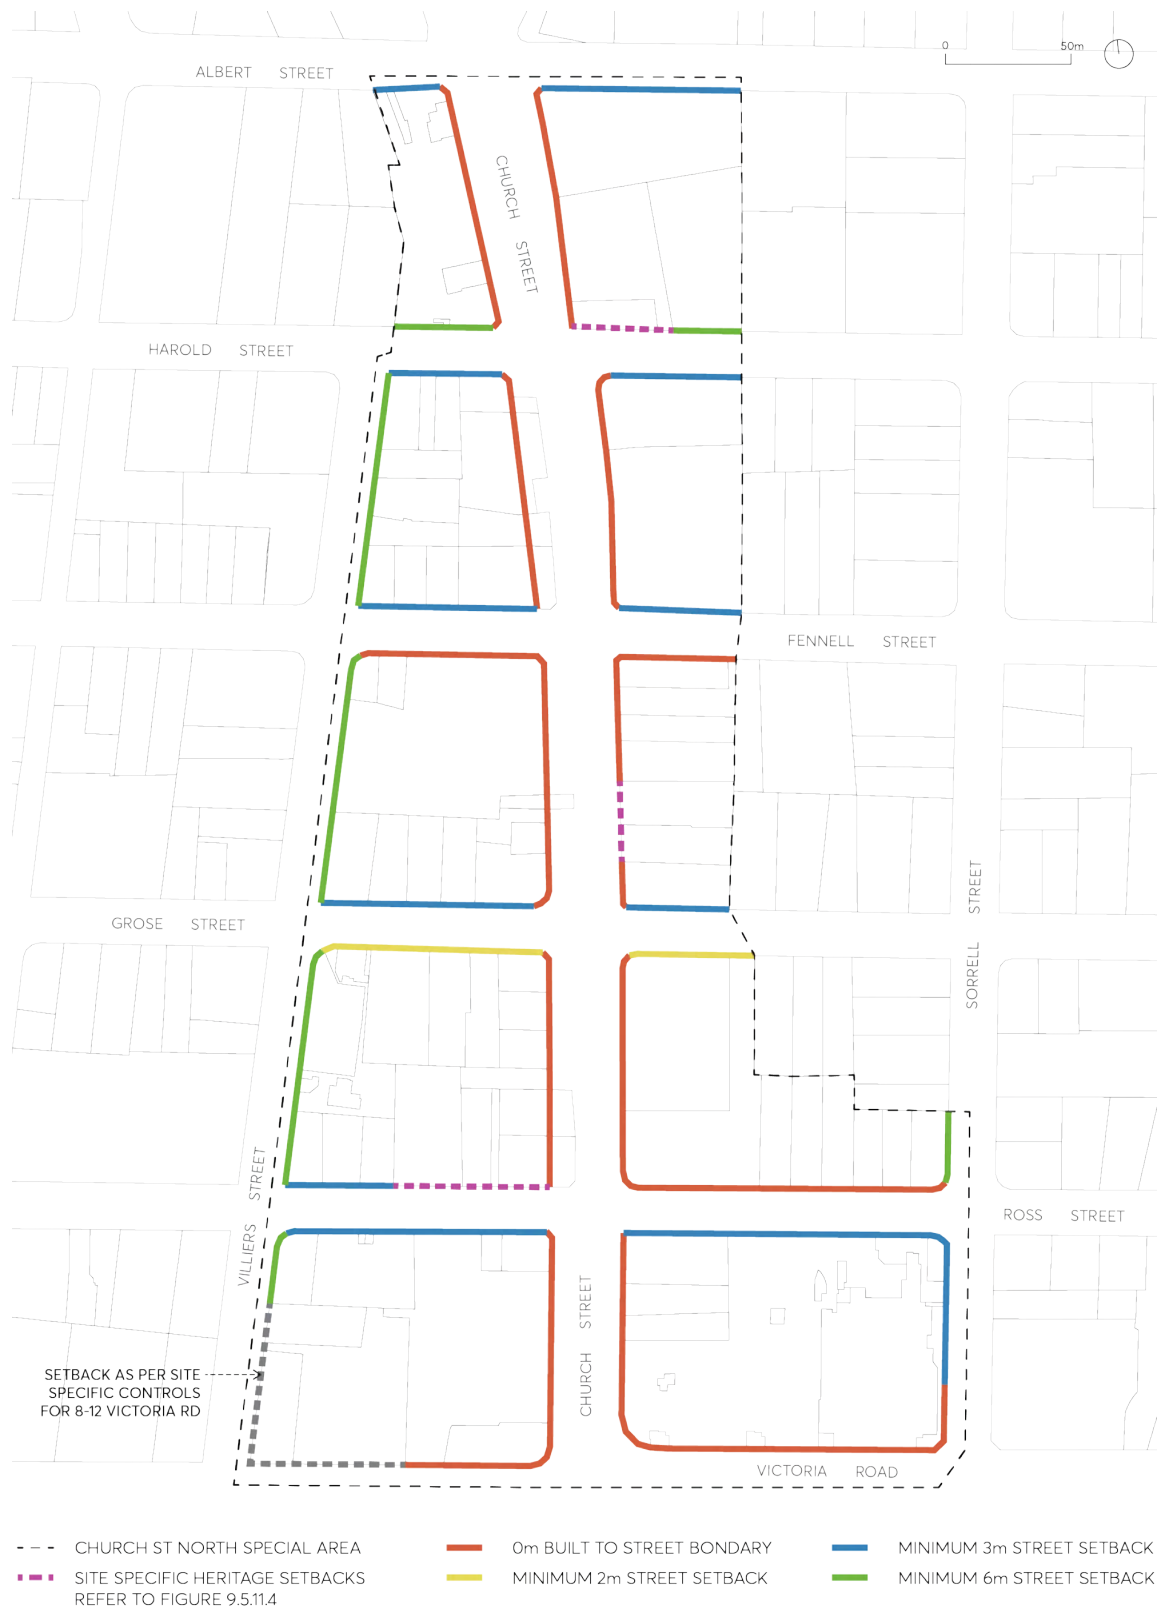 0 50m
ALBERT STREET
CHURCH STREET
HAROLD STREET
FENNELL STREET
SORRELL STREET
GROSE STREET
VILLIERS STREET
ROSS STREET
CHURCH STREET
SETBACK AS PER SITE
SPECIFIC CONTROLS
FOR 8-12 VICTORIA RD
VICTORIA ROAD
CHURCH ST NORTH SPECIAL AREA
SITE SPECIFIC HERITAGE SETBACKS
REFER TO FIGURE 9.5.11.4
0m BUILT TO STREET BONDARY
MINIMUM 2m STREET SETBACK
MINIMUM 3m STREET SETBACK
MINIMUM 6m STREET SETBACK